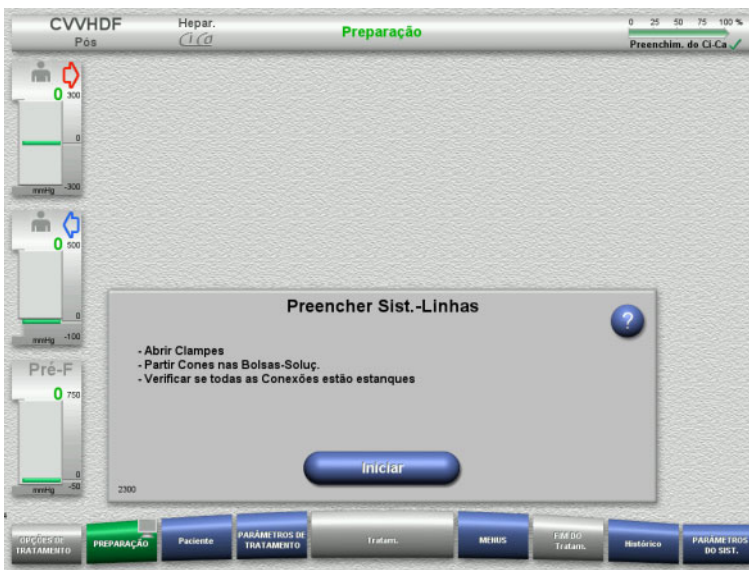 CVVHDF
Pós
Hepar.
Ci Ca
Preparação
0 25 50 75 100 %
Preenchim. do Ci-Ca ✓
0 300
0
mmHg -300
0 500
0
mmHg -100
Pré-F
0 750
0
mmHg -50
Preencher Sist.-Linhas
?
- Abrir Clampes
- Partir Cones nas Bolsas-Soluç.
- Verificar se todas as Conexões estão estanques
Iniciar
2300
OPÇÕES DE
TRATAMENTO
PREPARAÇÃO
Paciente
PARÂMETROS DE
TRATAMENTO
Tratam.
MENUS
FIM DO
Tratam.
Histórico
PARÂMETROS
DO SIST.